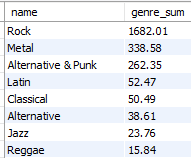 name genre_sum
Rock 1682.01
Metal 338.58
Alternative & Punk 262.35
Latin 52.47
Classical 50.49
Alternative 38.61
Jazz 23.76
Reggae 15.84